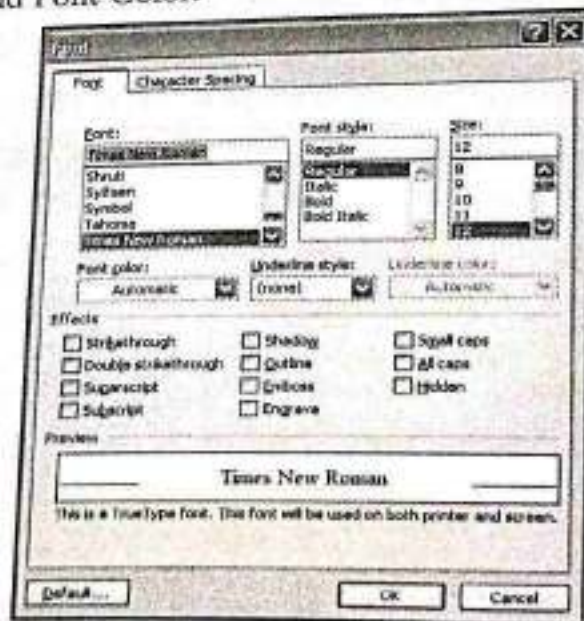 Font Color.
Font
Font Character Spacing
Font: Font style: Size:
Times New Roman Regular 12
Shruti Regular 8
Sylfaen Italic 9
Symbol Bold 10
Tahoma Bold Italic 11
Times New Roman 12
Font color: Underline style: Underline color:
Automatic (none) Automatic
Effects
Strikethrough Shadow Small caps
Double strikethrough Outline All caps
Superscript Emboss Hidden
Subscript Engrave
Preview
Times New Roman
This is a TrueType font. This font will be used on both printer and screen.
Default... OK Cancel